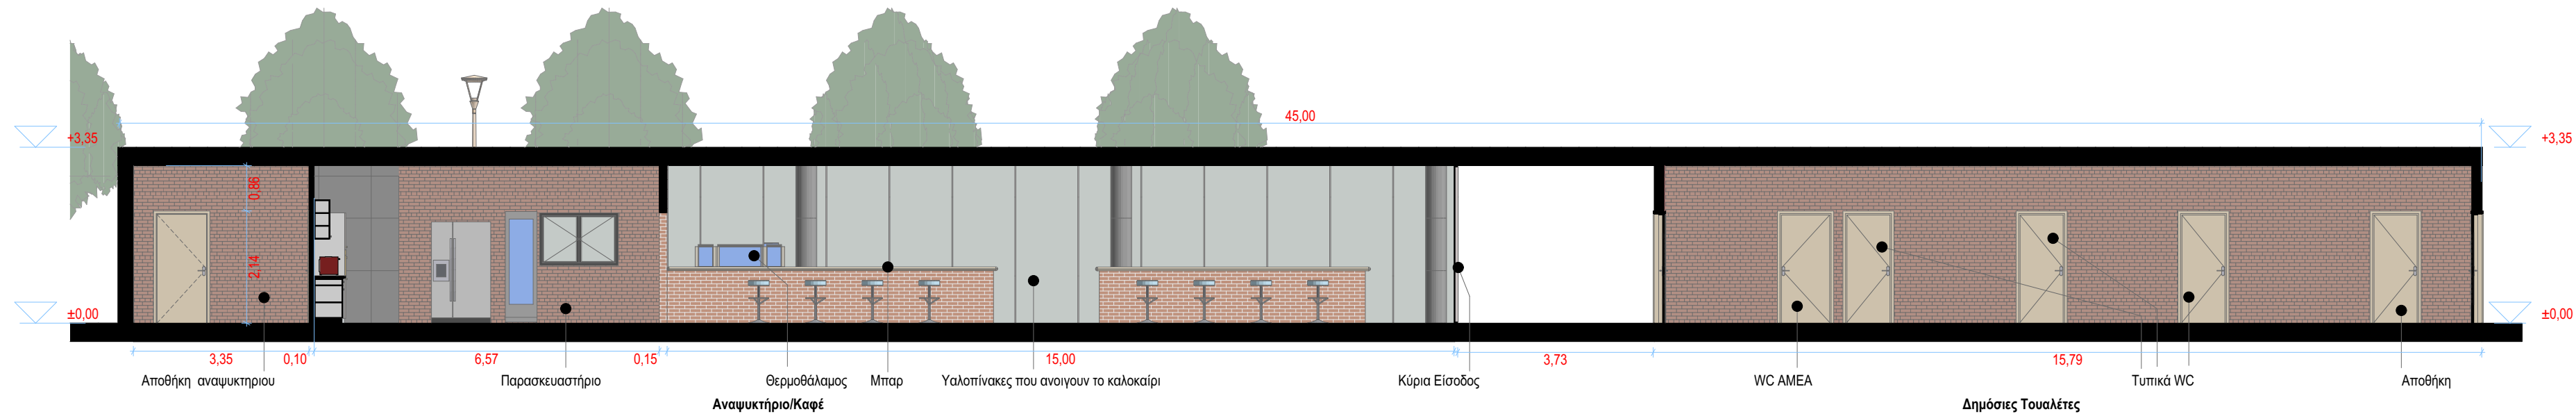 45,00
+3,35
+3,35
0,86
2,14
±0,00
±0,00
3,35 0,10 6,57 0,15 15,00 3,73 15,79
Αποθήκη αναψυκτηριου Παρασκευαστήριο Θερμοθάλαμος Μπαρ Υαλοπίνακες που ανοιγουν το καλοκαίρι Κύρια Είσοδος WC ΑΜΕΑ Τυπικά WC Αποθήκη
Αναψυκτήριο/Καφέ Δημόσιες Τουαλέτες